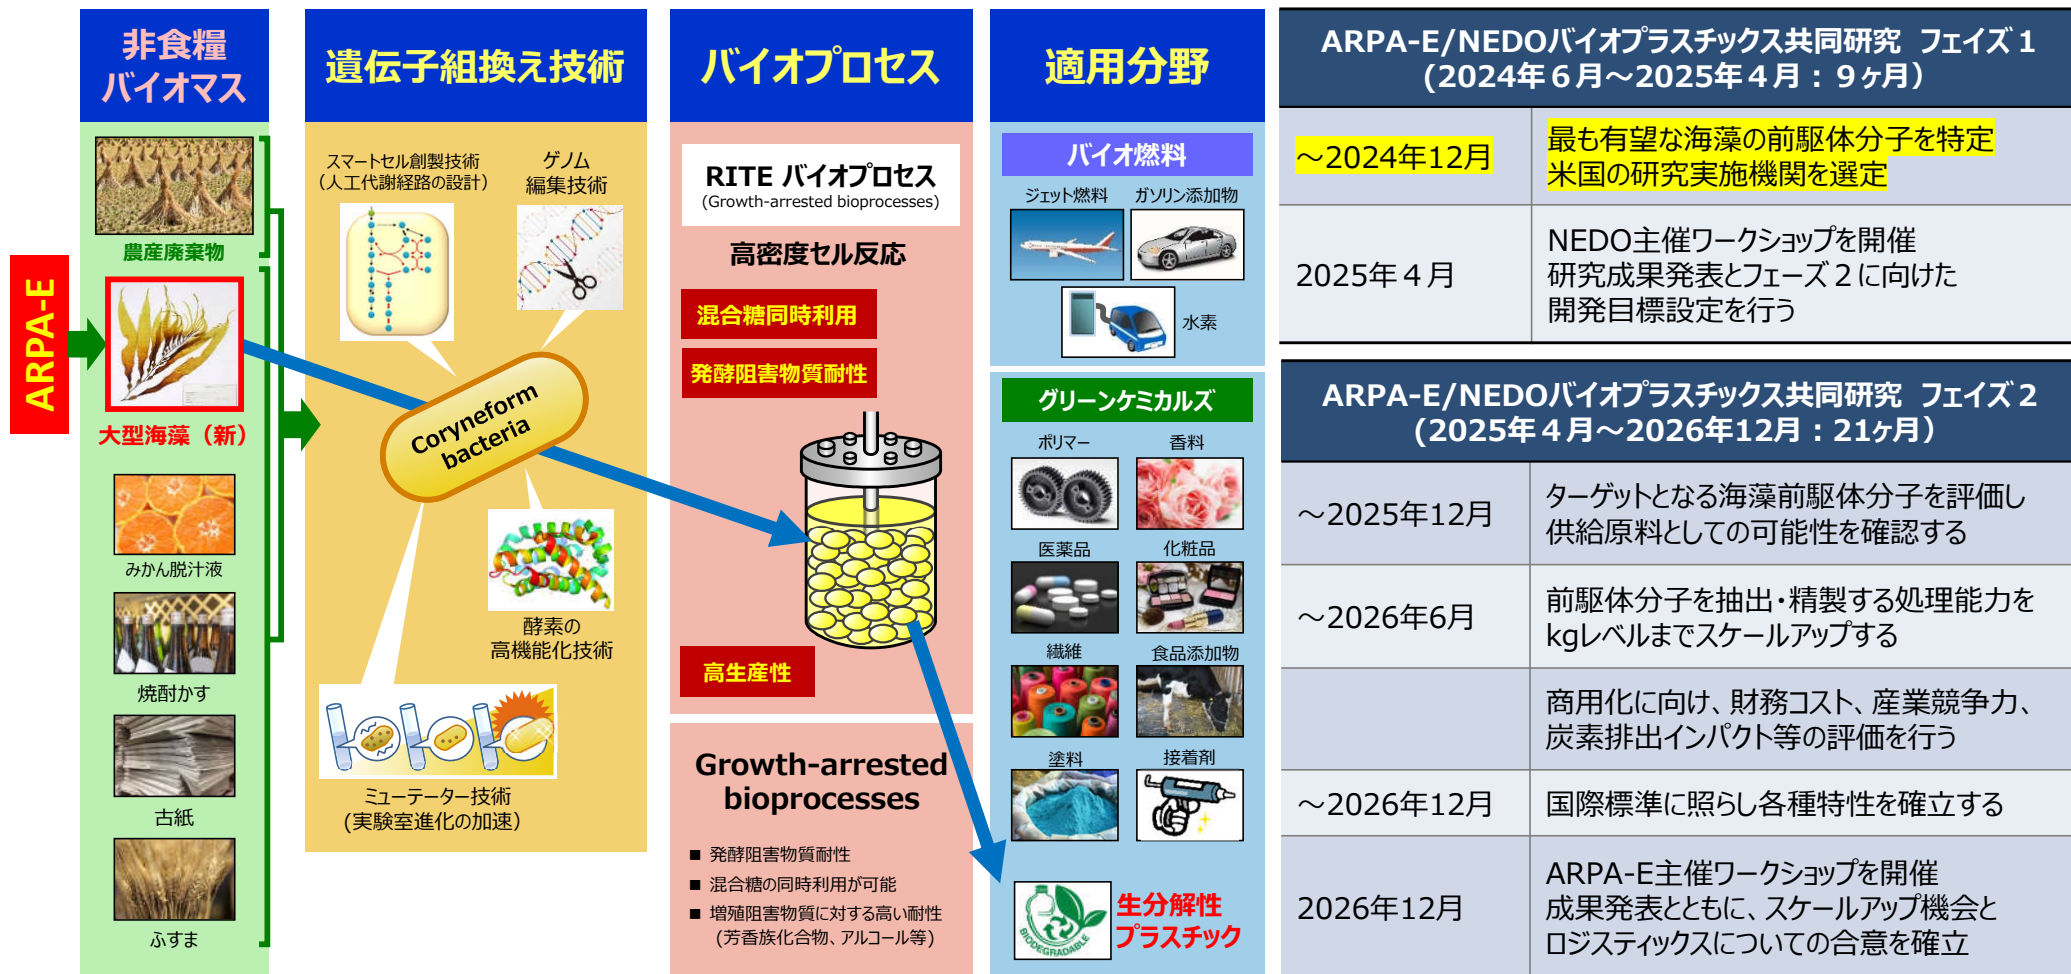 非食糧
バイオマス
農産廃棄物
ARPA-E
大型海藻（新）
みかん脱汁液
焼酎かす
古紙
ふすま
遺伝子組換え技術
スマートセル創製技術
（人工代謝経路の設計）
ゲノム
編集技術
Coryneform
bacteria
酵素の
高機能化技術
ミューテーター技術
(実験室進化の加速)
バイオプロセス
RITE バイオプロセス
(Growth-arrested bioprocesses)
高密度セル反応
混合糖同時利用
発酵阻害物質耐性
高生産性
Growth-arrested
bioprocesses
■ 発酵阻害物質耐性
■ 混合糖の同時利用が可能
■ 増殖阻害物質に対する高い耐性
(芳香族化合物、アルコール等)
適用分野
バイオ燃料
ジェット燃料 ガソリン添加物
水素
グリーンケミカルズ
ポリマー 香料
医薬品 化粧品
繊維 食品添加物
塗料 接着剤
BIODEGRADABLE
生分解性
プラスチック
ARPA-E/NEDOバイオプラスチックス共同研究 フェイズ１
(2024年６月～2025年４月：９ヶ月）
～2024年12月
最も有望な海藻の前駆体分子を特定
米国の研究実施機関を選定
2025年４月
NEDO主催ワークショップを開催
研究成果発表とフェーズ２に向けた
開発目標設定を行う
ARPA-E/NEDOバイオプラスチックス共同研究 フェイズ２
(2025年４月～2026年12月：21ヶ月）
～2025年12月
ターゲットとなる海藻前駆体分子を評価し
供給原料としての可能性を確認する
～2026年6月
前駆体分子を抽出・精製する処理能力を
kgレベルまでスケールアップする
商用化に向け、財務コスト、産業競争力、
炭素排出インパクト等の評価を行う
～2026年12月
国際標準に照らし各種特性を確立する
2026年12月
ARPA-E主催ワークショップを開催
成果発表とともに、スケールアップ機会と
ロジスティックスについての合意を確立